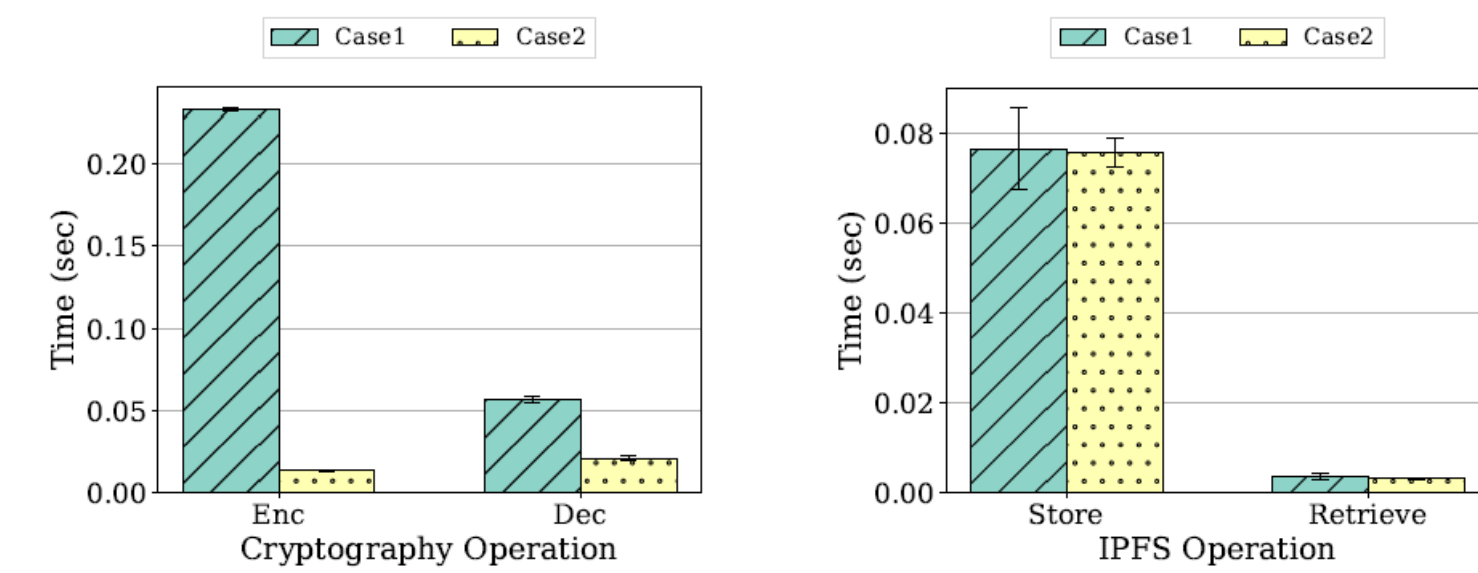 Case1 Case2
0.20
0.15
0.10
0.05
0.00
Time (sec)
Enc Dec
Cryptography Operation
Case1 Case2
0.08
0.06
0.04
0.02
0.00
Time (sec)
Store Retrieve
IPFS Operation